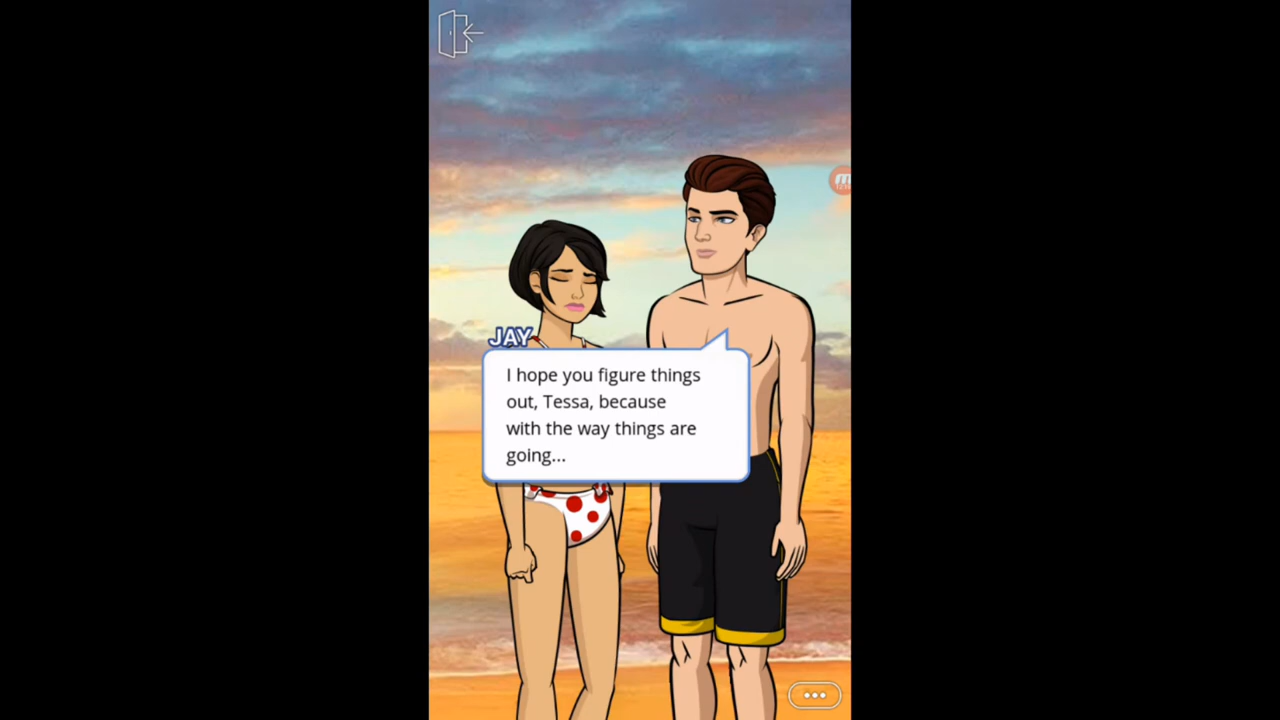 JAY
I hope you figure things
out, Tessa, because
with the way things are
going...